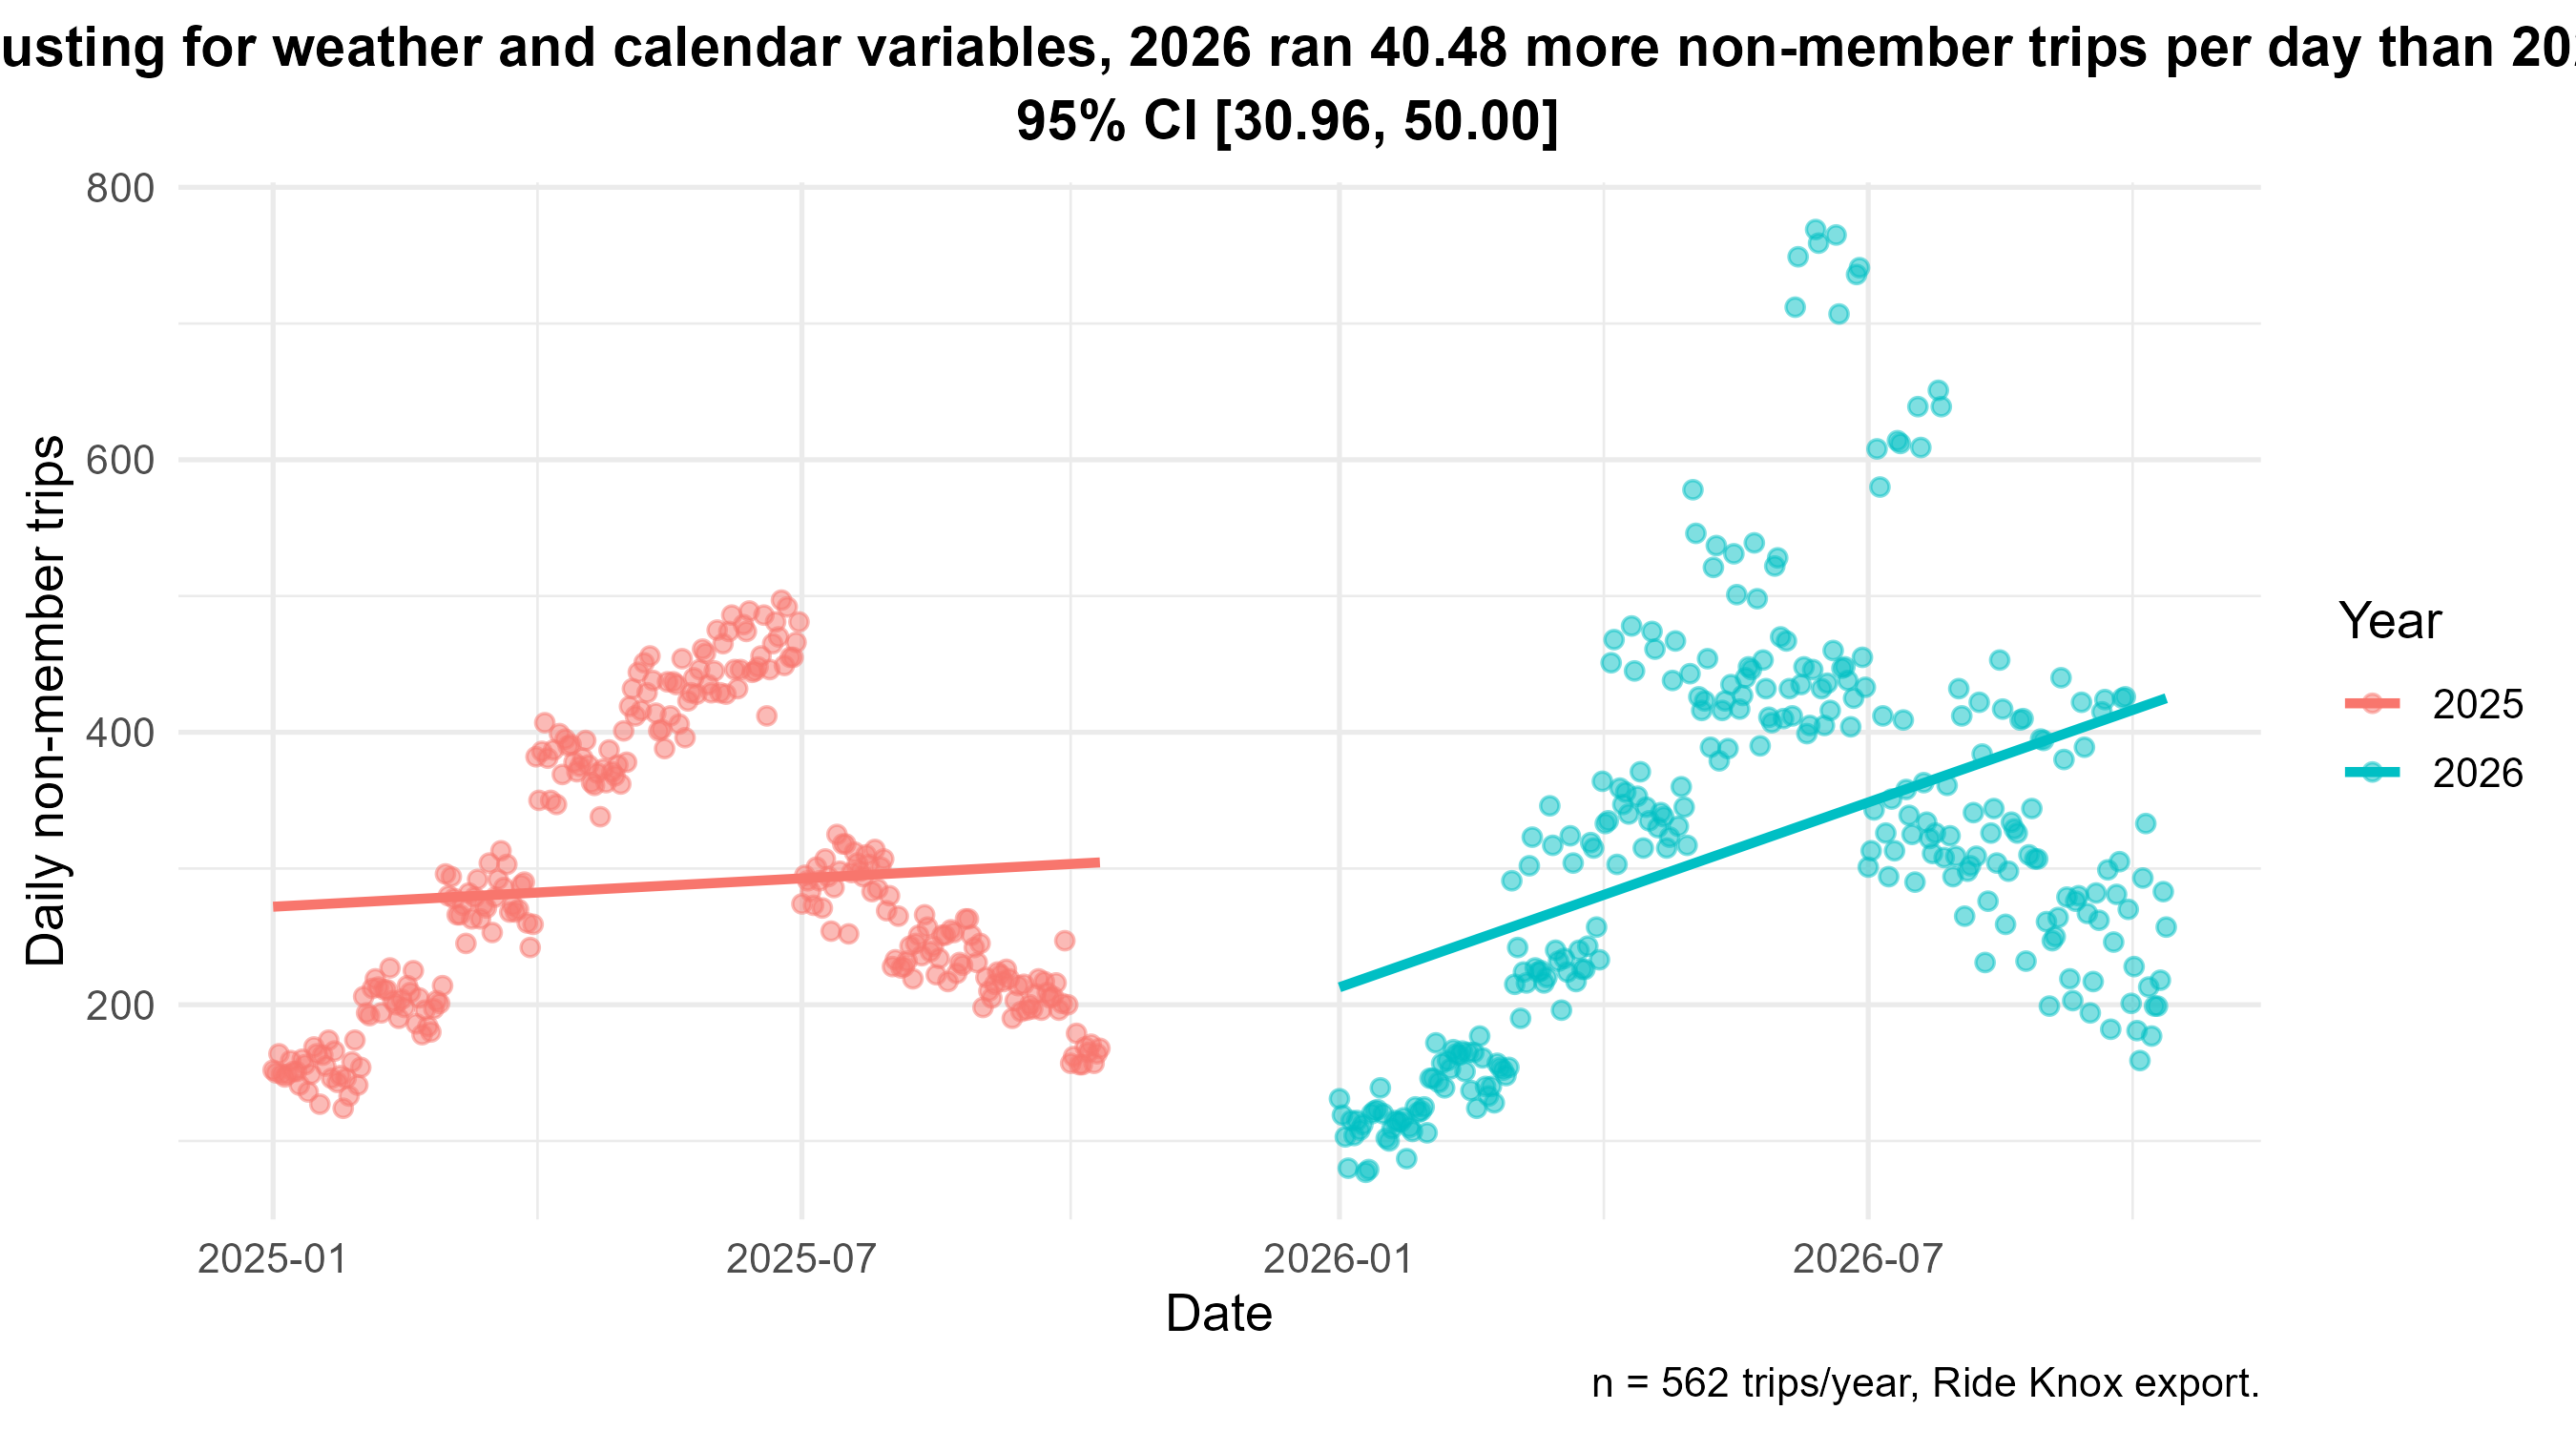 usting for weather and calendar variables, 2026 ran 40.48 more non-member trips per day than 20
95% CI [30.96, 50.00]
800
600
400
200
Daily non-member trips
2025-01 2025-07 2026-01 2026-07
Date
Year
2025
2026
n = 562 trips/year, Ride Knox export.